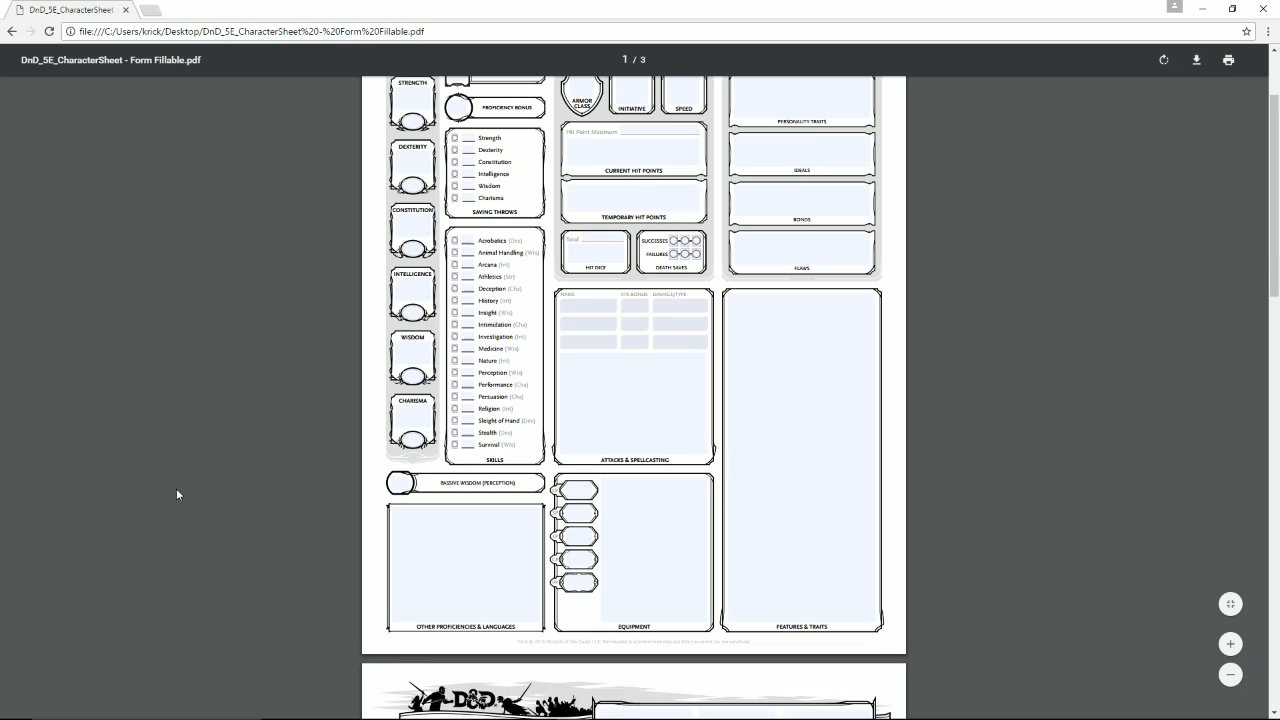 DnD_5E_CharacterSheet
file:///C:/Users/krick/Desktop/DnD_5E_CharacterSheet%20-%20Form%20Fillable.pdf
DnD_5E_CharacterSheet - Form Fillable.pdf
1 / 3
STRENGTH
DEXTERITY
CONSTITUTION
INTELLIGENCE
WISDOM
CHARISMA
PROFICIENCY BONUS
Strength
Dexterity
Constitution
Intelligence
Wisdom
Charisma
SAVING THROWS
Acrobatics (Dex)
Animal Handling (Wis)
Arcana (Int)
Athletics (Str)
Deception (Cha)
History (Int)
Insight (Wis)
Intimidation (Cha)
Investigation (Int)
Medicine (Wis)
Nature (Int)
Perception (Wis)
Performance (Cha)
Persuasion (Cha)
Religion (Int)
Sleight of Hand (Dex)
Stealth (Dex)
Survival (Wis)
SKILLS
PASSIVE WISDOM (PERCEPTION)
OTHER PROFICIENCIES & LANGUAGES
ARMOR
CLASS
INITIATIVE
SPEED
Hit Point Maximum
CURRENT HIT POINTS
TEMPORARY HIT POINTS
Total
HIT DICE
SUCCESSES
FAILURES
DEATH SAVES
NAME ATK BONUS DAMAGE/TYPE
ATTACKS & SPELLCASTING
EQUIPMENT
PERSONALITY TRAITS
IDEALS
BONDS
FLAWS
FEATURES & TRAITS
D&D